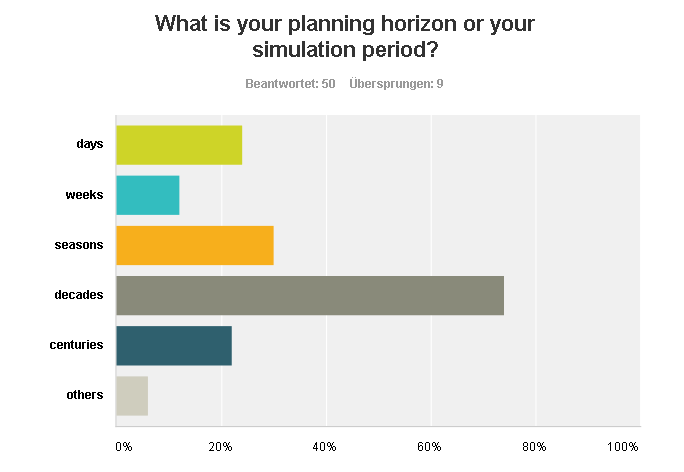 What is your planning horizon or your
simulation period?
Beantwortet: 50 Übersprungen: 9
days
weeks
seasons
decades
centuries
others
0% 20% 40% 60% 80% 100%